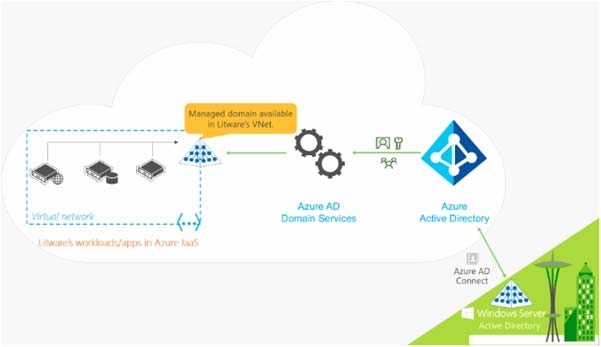 Managed domain available
in Litware's VNet.
Virtual network
Litware's workloads/apps in Azure IaaS
Azure AD
Domain Services
Azure
Active Directory
Azure AD
Connect
Windows Server
Active Directory